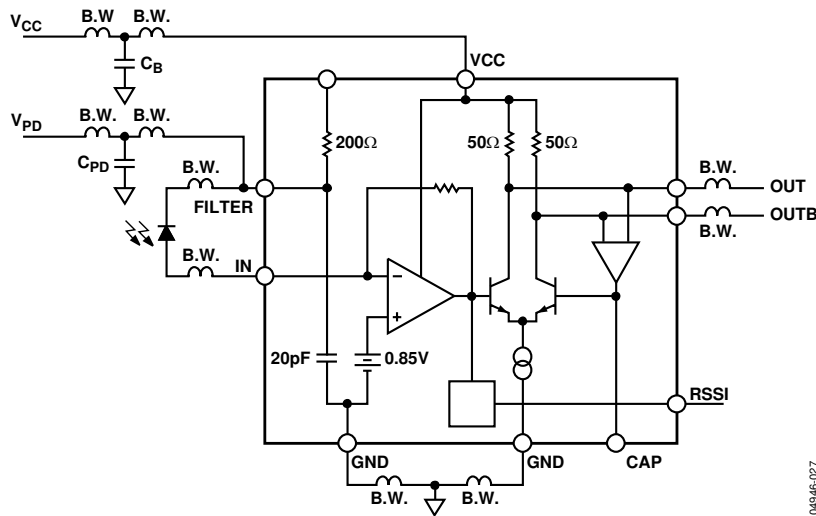 B.W B.W.
VCC
CB
VCC
B.W. B.W.
VPD
200Ω 50Ω 50Ω
CPD
B.W.
B.W.
OUT
FILTER
OUTB
B.W.
B.W.
IN
20pF 0.85V
RSSI
GND GND CAP
B.W. B.W.
04946-027